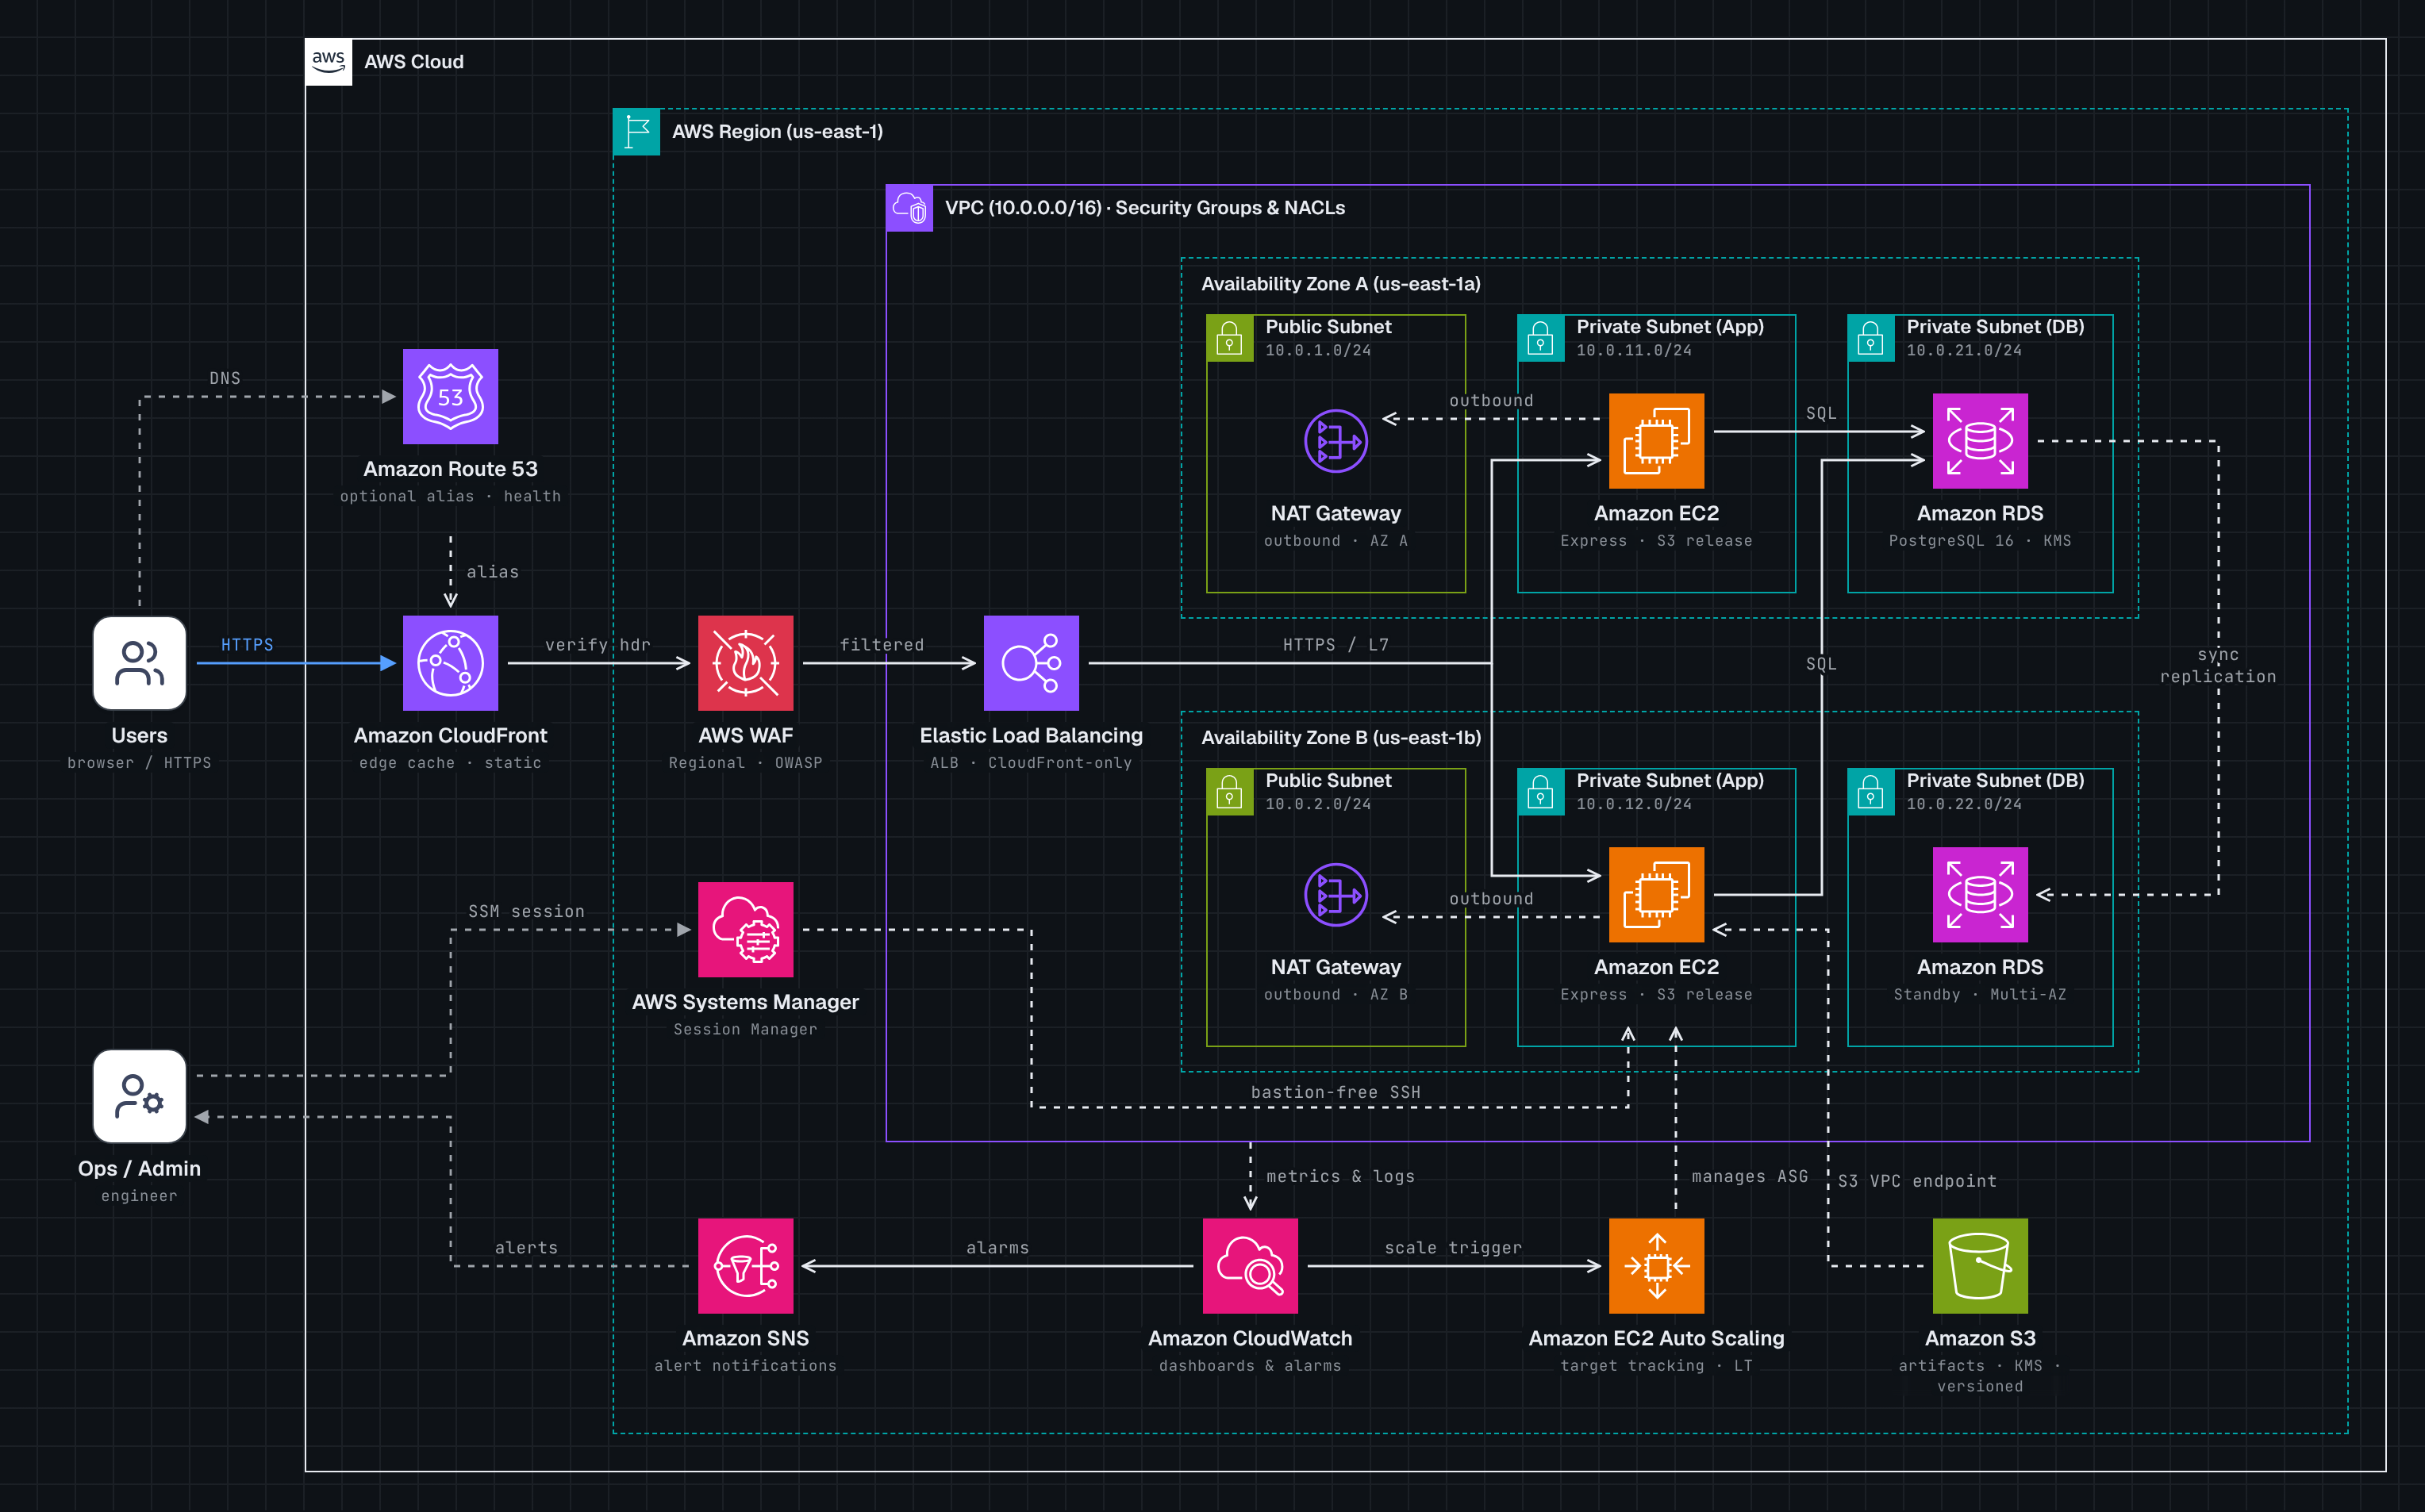 aws
AWS Cloud
AWS Region (us-east-1)
VPC (10.0.0.0/16) · Security Groups & NACLs
Availability Zone A (us-east-1a)
Public Subnet
10.0.1.0/24
Private Subnet (App)
10.0.11.0/24
Private Subnet (DB)
10.0.21.0/24
DNS
53
Amazon Route 53
optional alias · health
outbound
SQL
NAT Gateway
outbound · AZ A
Amazon EC2
Express · S3 release
Amazon RDS
PostgreSQL 16 · KMS
alias
HTTPS
verify hdr
filtered
HTTPS / L7
SQL
sync
replication
Users
browser / HTTPS
Amazon CloudFront
edge cache · static
AWS WAF
Regional · OWASP
Elastic Load Balancing
ALB · CloudFront-only
Availability Zone B (us-east-1b)
Public Subnet
10.0.2.0/24
Private Subnet (App)
10.0.12.0/24
Private Subnet (DB)
10.0.22.0/24
SSM session
outbound
AWS Systems Manager
Session Manager
NAT Gateway
outbound · AZ B
Amazon EC2
Express · S3 release
Amazon RDS
Standby · Multi-AZ
bastion-free SSH
Ops / Admin
engineer
metrics & logs
manages ASG
S3 VPC endpoint
alerts
alarms
scale trigger
Amazon SNS
alert notifications
Amazon CloudWatch
dashboards & alarms
Amazon EC2 Auto Scaling
target tracking · LT
Amazon S3
artifacts · KMS ·
versioned